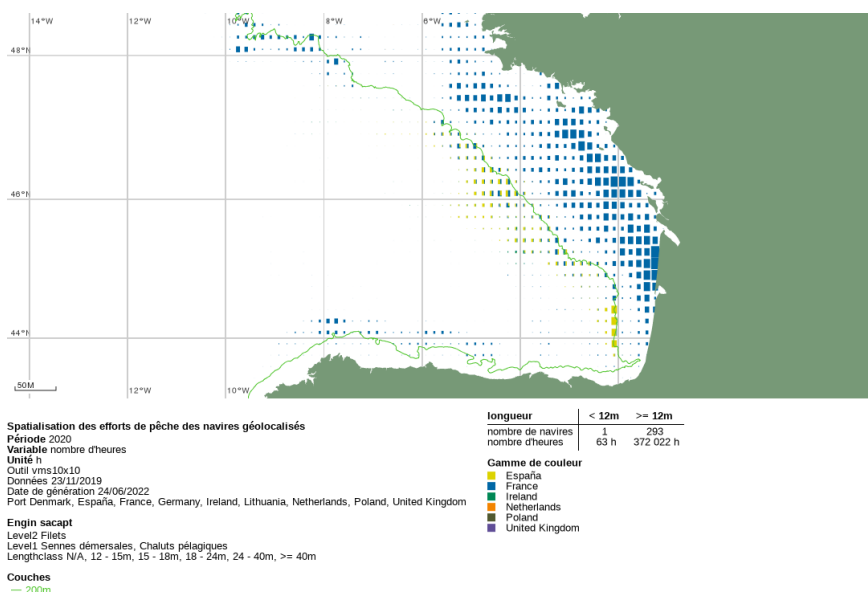 14°W 12°W 8°W 6°W
48°N
46°N
44°N
50M
12°W 10°W
Spatialisation des efforts de pêche des navires géolocalisés
Période 2020
Variable nombre d'heures
Unité h
Outil vms10x10
Données 23/11/2019
Date de génération 24/06/2022
Port Denmark, España, France, Germany, Ireland, Lithuania, Netherlands, Poland, United Kingdom
Engin sacapt
Level2 Filets
Level1 Sennes démersales, Chaluts pélagiques
Lengthclass N/A, 12 - 15m, 15 - 18m, 18 - 24m, 24 - 40m, >= 40m
Couches
200m
longueur < 12m >= 12m
nombre de navires 1 293
nombre d'heures 63 h 372 022 h
Gamme de couleur
España
France
Ireland
Netherlands
Poland
United Kingdom